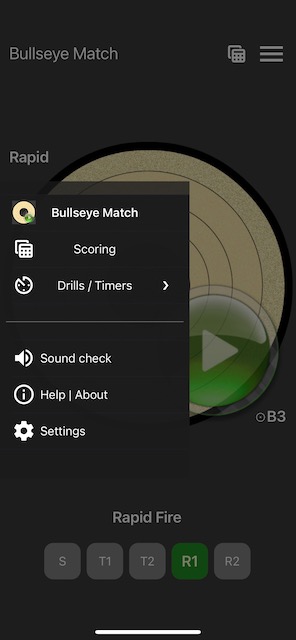 Bullseye Match
Rapid
Bullseye Match
Scoring
Drills / Timers
Sound check
Help | About
Settings
B3
Rapid Fire
S
T1
T2
R1
R2